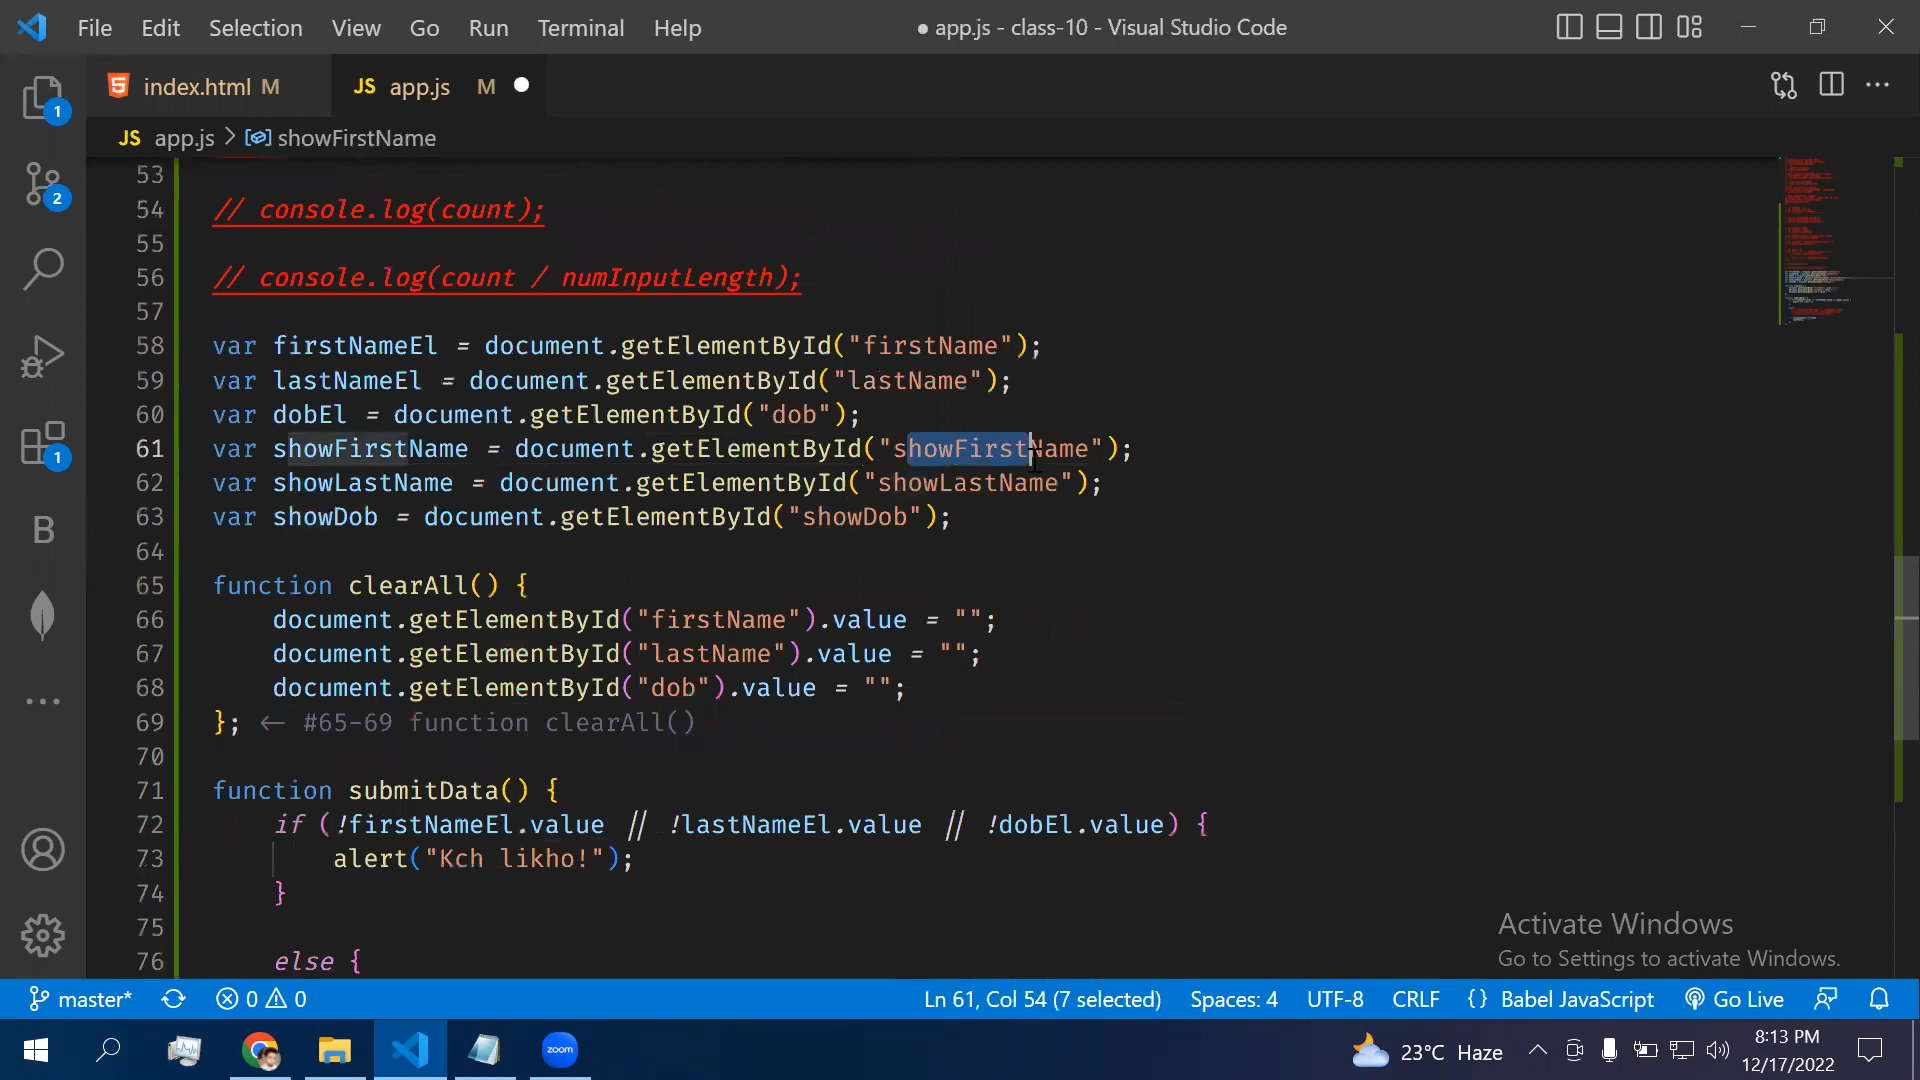 File Edit Selection View Go Run Terminal Help ● app.js - class-10 - Visual Studio Code
index.html M JS app.js M
JS app.js > showFirstName
53
54 // console.log(count);
55
56 // console.log(count / numInputLength);
57
58 var firstNameEl = document.getElementById("firstName");
59 var lastNameEl = document.getElementById("lastName");
60 var dobEl = document.getElementById("dob");
61 var showFirstName = document.getElementById("showFirstName");
62 var showLastName = document.getElementById("showLastName");
63 var showDob = document.getElementById("showDob");
64
65 function clearAll() {
66 document.getElementById("firstName").value = "";
67 document.getElementById("lastName").value = "";
68 document.getElementById("dob").value = "";
69 }; <- #65-69 function clearAll()
70
71 function submitData() {
72 if (!firstNameEl.value || !lastNameEl.value || !dobEl.value) {
73 alert("Kch likho!");
74 }
75
76 else {
1
2
1
B
Activate Windows
Go to Settings to activate Windows.
master* 0 0 Ln 61, Col 54 (7 selected) Spaces: 4 UTF-8 CRLF {} Babel JavaScript Go Live
zoom 23°C Haze 8:13 PM
12/17/2022